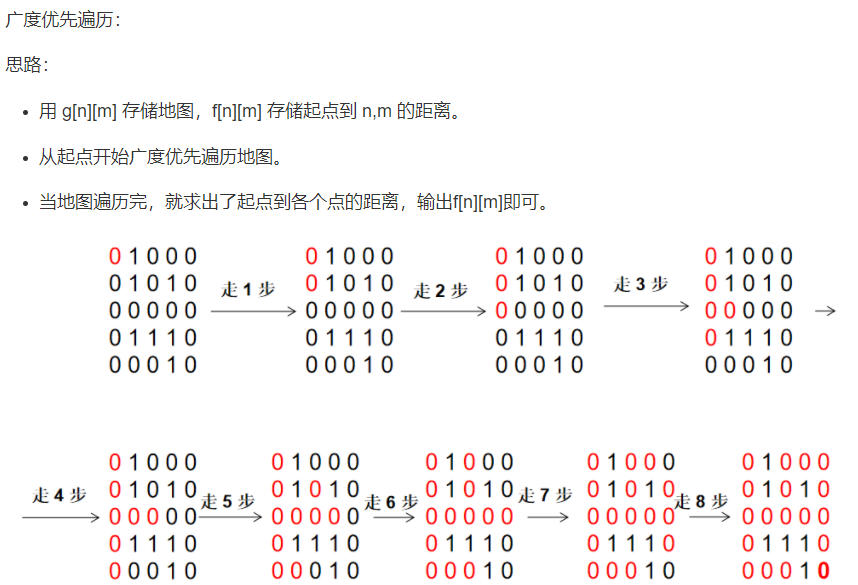 广度优先遍历：
思路：
• 用 g[n][m] 存储地图，f[n][m] 存储起点到 n,m 的距离。
• 从起点开始广度优先遍历地图。
• 当地图遍历完，就求出了起点到各个点的距离，输出f[n][m]即可。
0 1 0 0 0 0 1 0 0 0 0 1 0 0 0 0 1 0 0 0
0 1 0 1 0 走 1 步 0 1 0 1 0 走 2 步 0 1 0 1 0 走 3 步 0 1 0 1 0
0 0 0 0 0 0 0 0 0 0 0 0 0 0 0 0 0 0 0 0
0 1 1 1 0 0 1 1 1 0 0 1 1 1 0 0 1 1 1 0
0 0 0 1 0 0 0 0 1 0 0 0 0 1 0 0 0 0 1 0
0 1 0 0 0 0 1 0 0 0 0 1 0 0 0 0 1 0 0 0 0 1 0 0 0
走 4 步 0 1 0 1 0 走 5 步 0 1 0 1 0 走 6 步 0 1 0 1 0 走 7 步 0 1 0 1 0 走 8 步 0 1 0 1 0
0 0 0 0 0 0 0 0 0 0 0 0 0 0 0 0 0 0 0 0 0 0 0 0 0
0 1 1 1 0 0 1 1 1 0 0 1 1 1 0 0 1 1 1 0 0 1 1 1 0
0 0 0 1 0 0 0 0 1 0 0 0 0 1 0 0 0 0 1 0 0 0 0 1 0